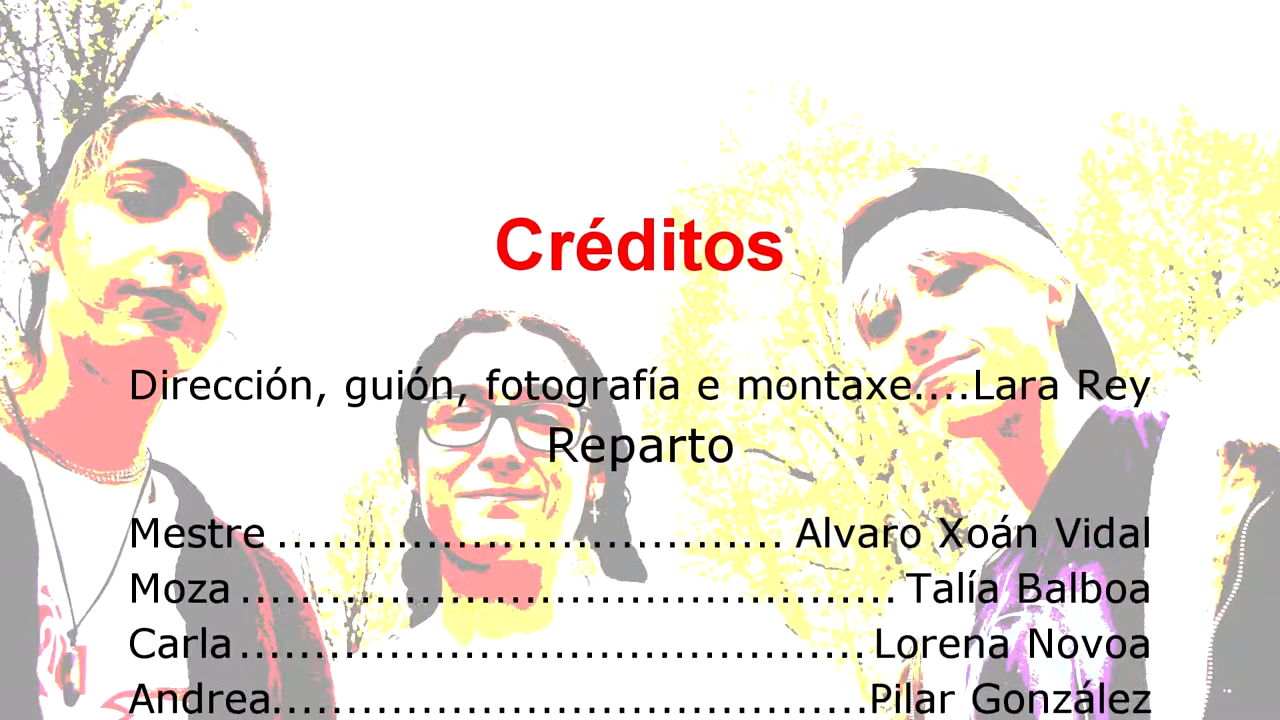 Créditos
Dirección, guión, fotografía e montaxe....Lara Rey
Reparto
Mestre .................................. Alvaro Xoán Vidal
Moza ............................................ Talía Balboa
Carla .......................................... Lorena Novoa
Andrea........................................Pilar González